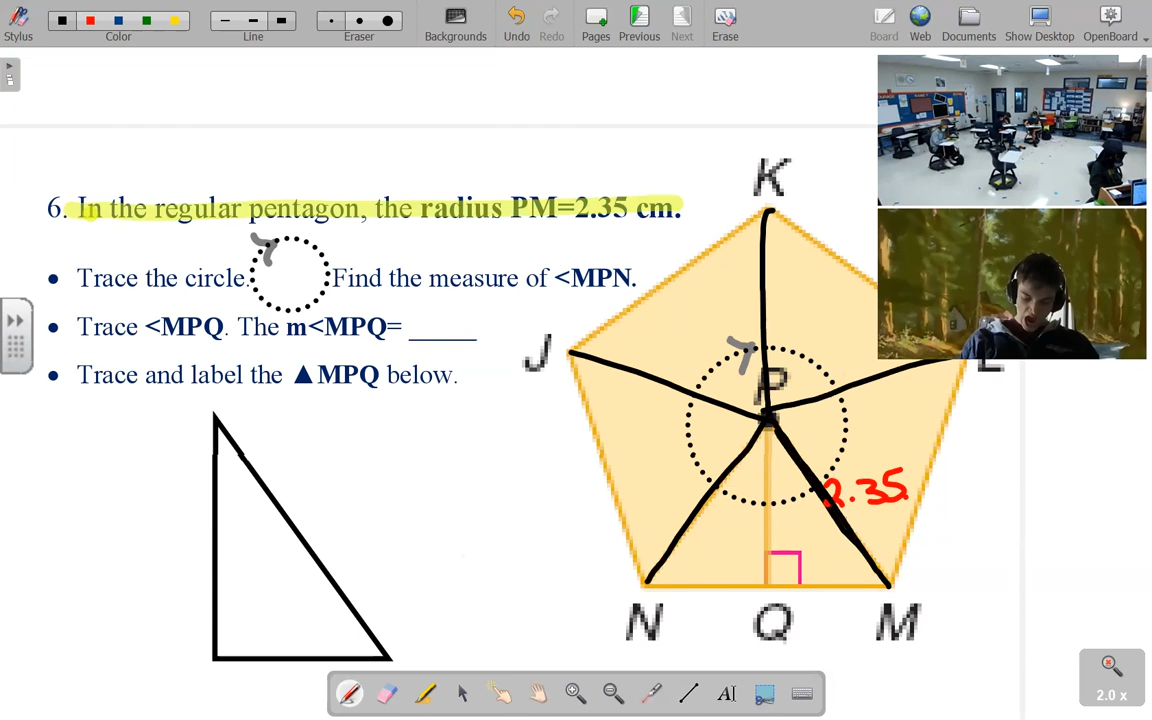 Stylus Color Line Eraser Backgrounds Undo Redo Pages Previous Next Erase Board Web Documents Show Desktop OpenBoard
6. In the regular pentagon, the radius PM=2.35 cm.
• Trace the circle. Find the measure of <MPN.
• Trace <MPQ. The m<MPQ= _____
• Trace and label the ▲MPQ below.
K
J
L
P
2.35
N Q M
2.0 x